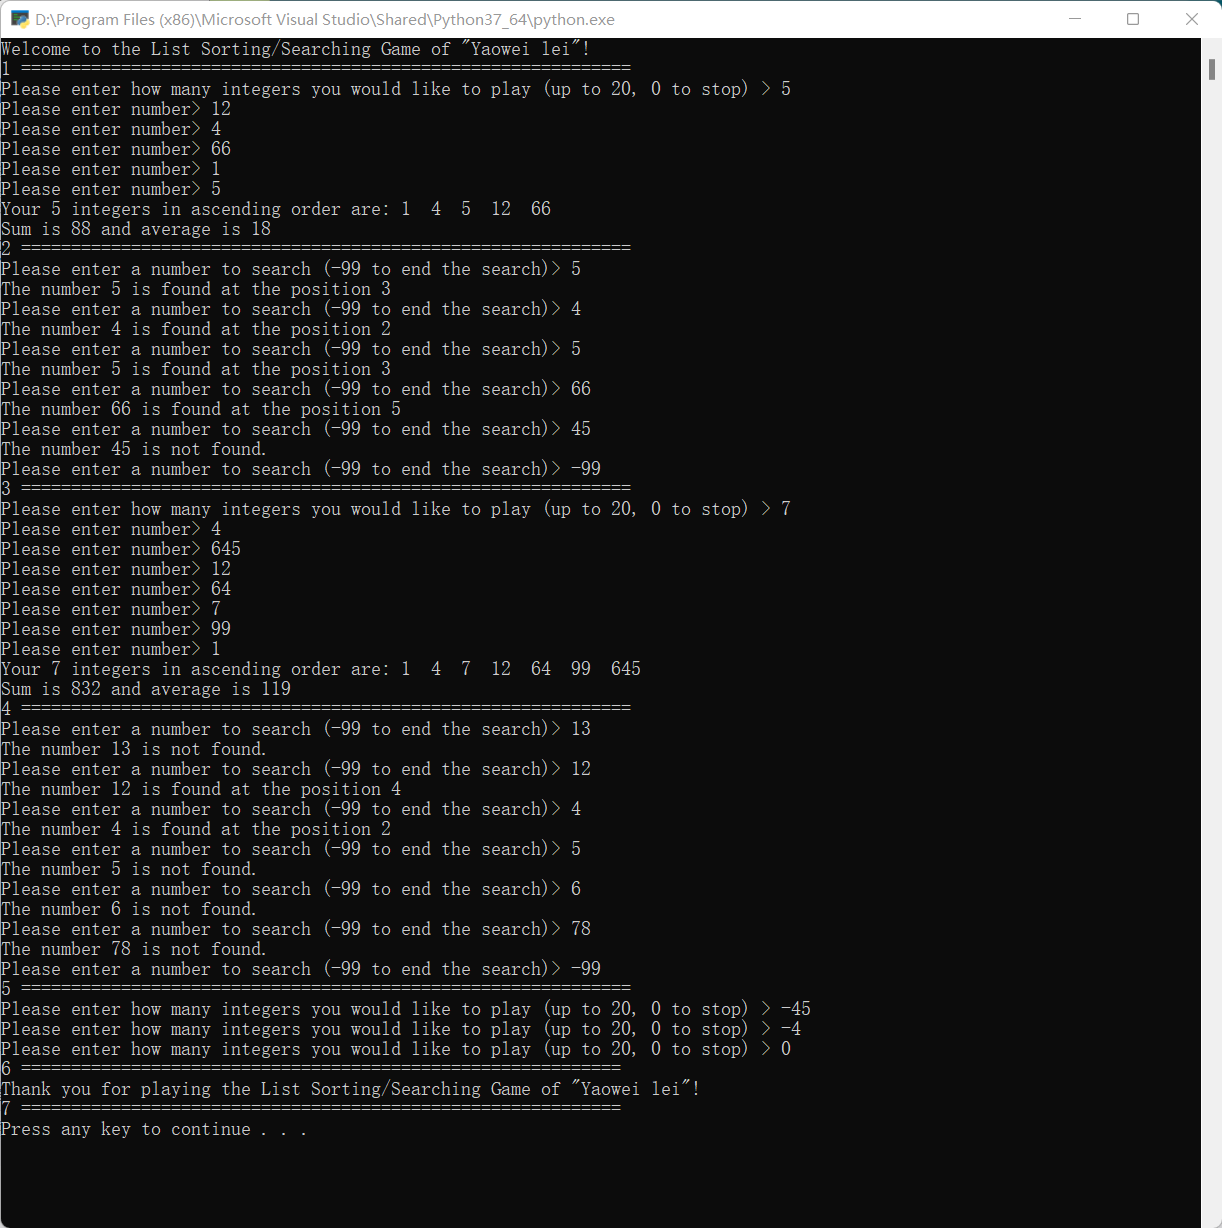 D:\Program Files (x86)\Microsoft Visual Studio\Shared\Python37_64\python.exe
Welcome to the List Sorting/Searching Game of "Yaowei lei"!
1 =============================================================
Please enter how many integers you would like to play (up to 20, 0 to stop) > 5
Please enter number> 12
Please enter number> 4
Please enter number> 66
Please enter number> 1
Please enter number> 5
Your 5 integers in ascending order are: 1  4  5  12  66
Sum is 88 and average is 18
2 =============================================================
Please enter a number to search (-99 to end the search)> 5
The number 5 is found at the position 3
Please enter a number to search (-99 to end the search)> 4
The number 4 is found at the position 2
Please enter a number to search (-99 to end the search)> 5
The number 5 is found at the position 3
Please enter a number to search (-99 to end the search)> 66
The number 66 is found at the position 5
Please enter a number to search (-99 to end the search)> 45
The number 45 is not found.
Please enter a number to search (-99 to end the search)> -99
3 =============================================================
Please enter how many integers you would like to play (up to 20, 0 to stop) > 7
Please enter number> 4
Please enter number> 645
Please enter number> 12
Please enter number> 64
Please enter number> 7
Please enter number> 99
Please enter number> 1
Your 7 integers in ascending order are: 1  4  7  12  64  99  645
Sum is 832 and average is 119
4 =============================================================
Please enter a number to search (-99 to end the search)> 13
The number 13 is not found.
Please enter a number to search (-99 to end the search)> 12
The number 12 is found at the position 4
Please enter a number to search (-99 to end the search)> 4
The number 4 is found at the position 2
Please enter a number to search (-99 to end the search)> 5
The number 5 is not found.
Please enter a number to search (-99 to end the search)> 6
The number 6 is not found.
Please enter a number to search (-99 to end the search)> 78
The number 78 is not found.
Please enter a number to search (-99 to end the search)> -99
5 =============================================================
Please enter how many integers you would like to play (up to 20, 0 to stop) > -45
Please enter how many integers you would like to play (up to 20, 0 to stop) > -4
Please enter how many integers you would like to play (up to 20, 0 to stop) > 0
6 ============================================================
Thank you for playing the List Sorting/Searching Game of "Yaowei lei"!
7 ============================================================
Press any key to continue . . .